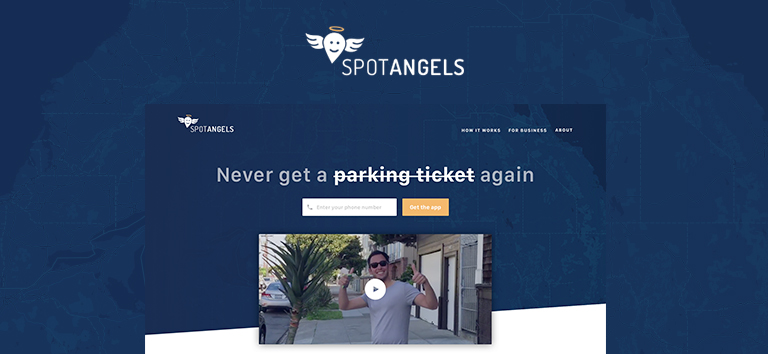 SPOTANGELS
SPOTANGELS
HOW IT WORKS FOR BUSINESS ABOUT
Never get a parking ticket again
Enter your phone number
Get the app